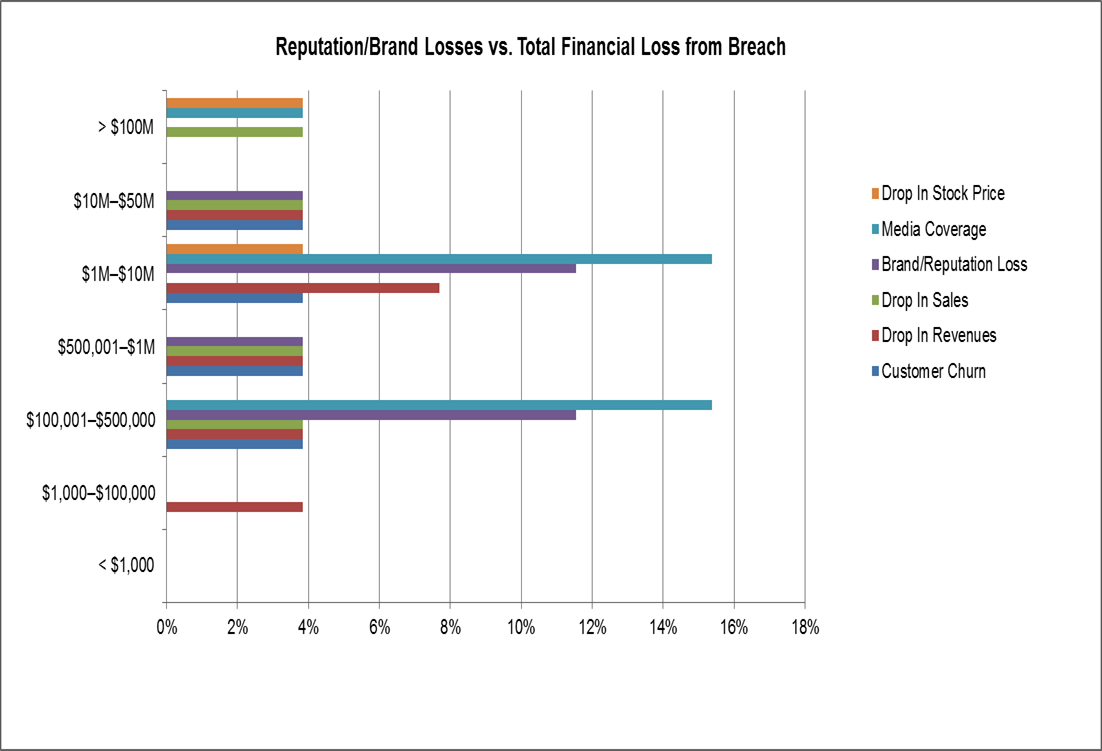 Reputation/Brand Losses vs. Total Financial Loss from Breach
> $100M
$10M–$50M
$1M–$10M
$500,001–$1M
$100,001–$500,000
$1,000–$100,000
< $1,000
0% 2% 4% 6% 8% 10% 12% 14% 16% 18%
Drop In Stock Price
Media Coverage
Brand/Reputation Loss
Drop In Sales
Drop In Revenues
Customer Churn